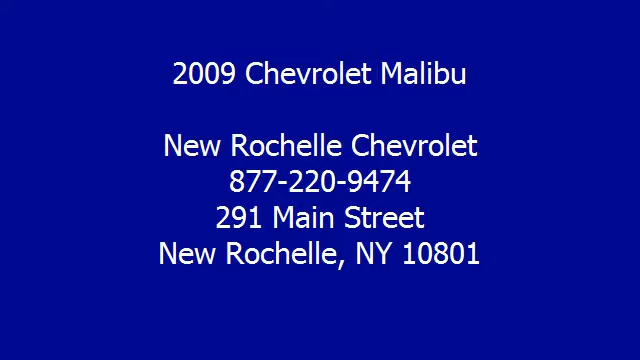 2009 Chevrolet Malibu
New Rochelle Chevrolet
877-220-9474
291 Main Street
New Rochelle, NY 10801